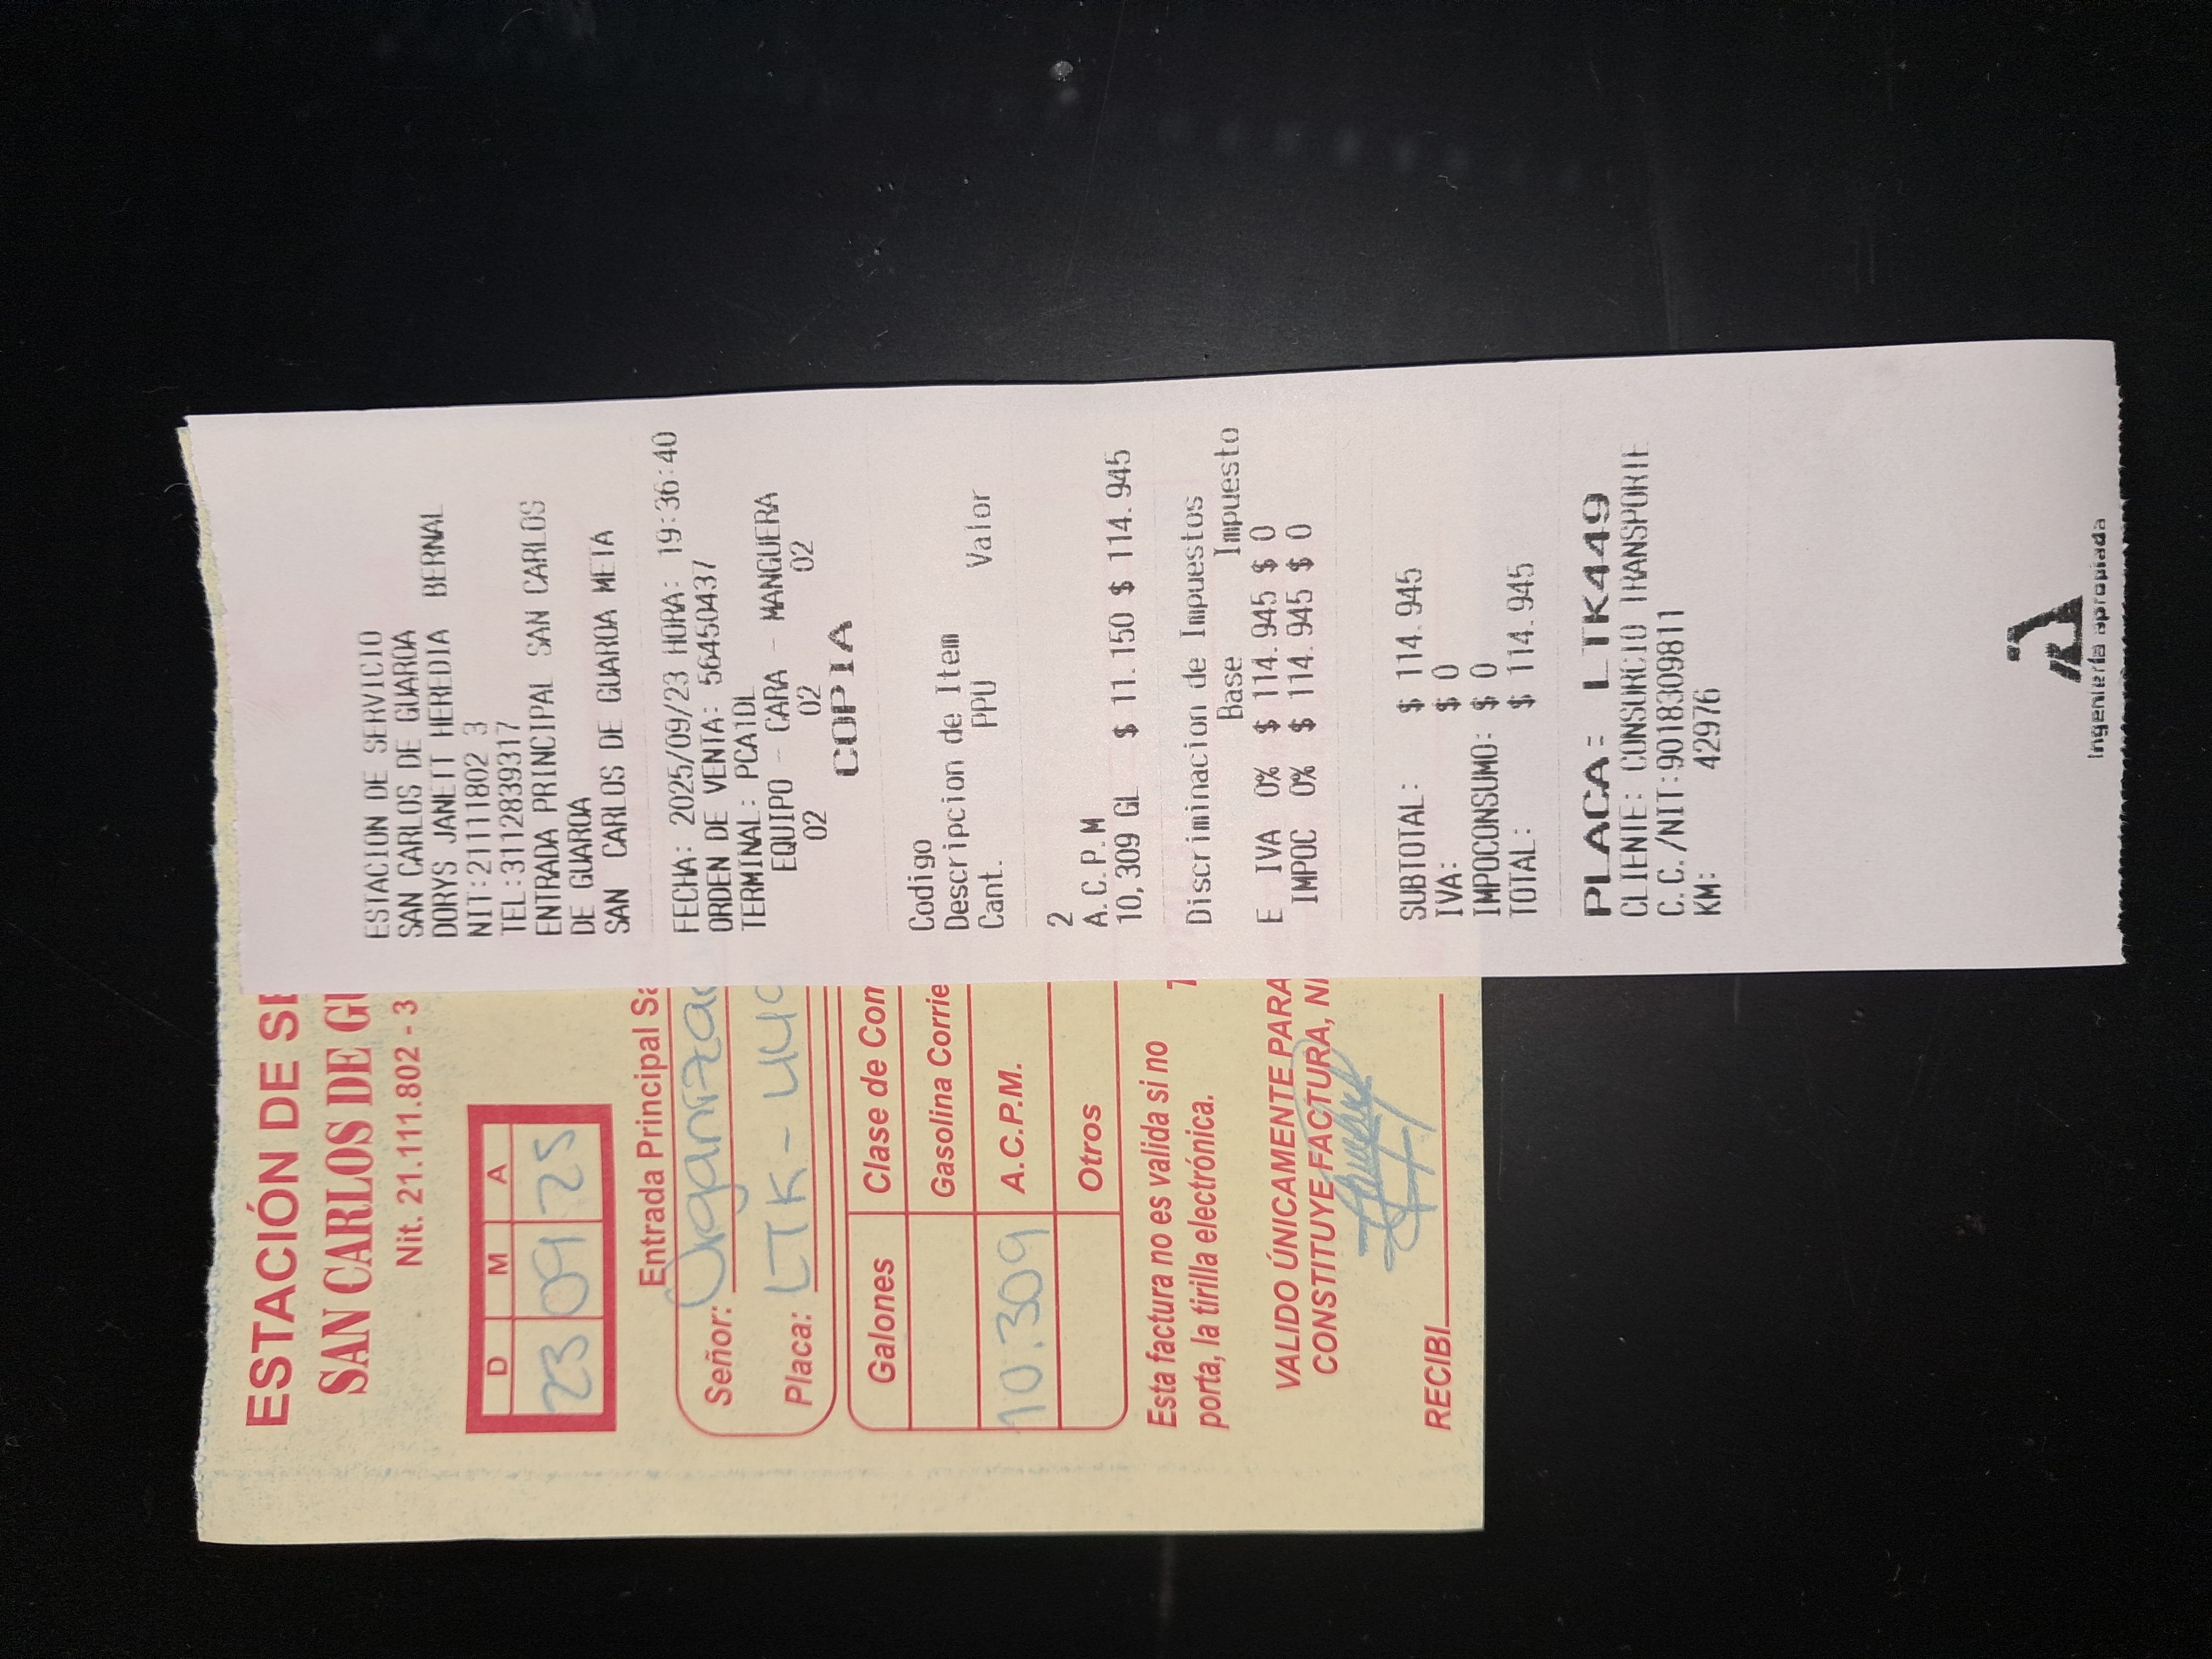 ESTACION DE SERVICIO
SAN CARLOS DE GUAROA
DORYS JANETT HEREDIA BERNAL
NIT:21111802 3
TEL:3112839317
ENTRADA PRINCIPAL SAN CARLOS
DE GUAROA
SAN CARLOS DE GUAROA META
FECHA: 2025/09/23 HORA: 19:36:40
ORDEN DE VENTA: 56450437
TERMINAL: PCA1DL
EQUIPO - CARA - MANGUERA
02 02 02
COPIA
Codigo
Descripcion de Item
Cant. PPU Valor
2
A.C.P.M
10,309 GL $ 11.150 $ 114.945
Discriminacion de Impuestos
Base Impuesto
E IVA 0% $ 114.945 $ 0
IMPOC 0% $ 114.945 $ 0
SUBTOTAL: $ 114.945
IVA: $ 0
IMPOCONSUMO: $ 0
TOTAL: $ 114.945
PLACA: LTK449
CLIENTE: CONSORCIO TRANSPORTE
C.C./NIT:9018309811
KM: 42976
Ingeniería apropiada
ESTACIÓN DE SE
SAN CARLOS DE GU
Nit. 21.111.802 - 3
D M A
23 09 25
Entrada Principal Sa
Señor:
Placa: LTK-44
Galones Clase de Com
Gasolina Corrie
10.309 A.C.P.M.
Otros
Esta factura no es valida si no
porta, la tirilla electrónica.
VALIDO ÚNICAMENTE PARA
CONSTITUYE FACTURA, NI
RECIBI